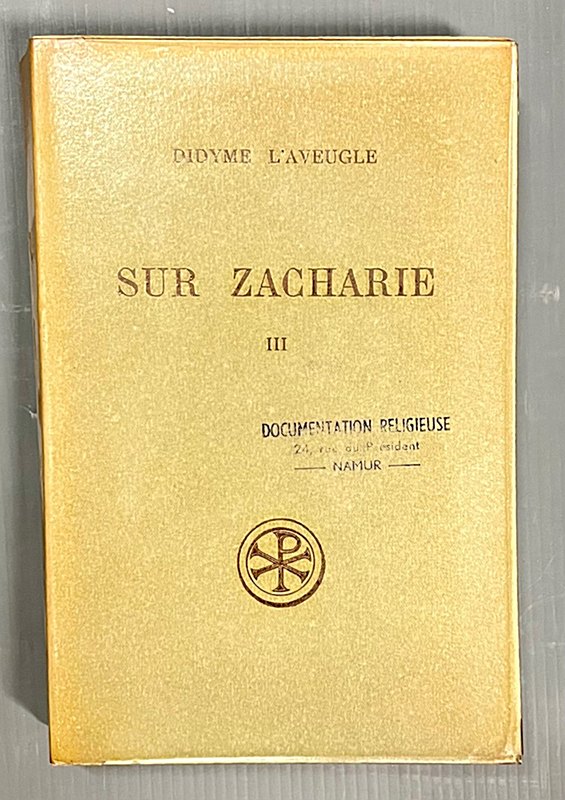 DIDYME L'AVEUGLE
SUR ZACHARIE
III
DOCUMENTATION RELIGIEUSE
24, rue du Président
NAMUR